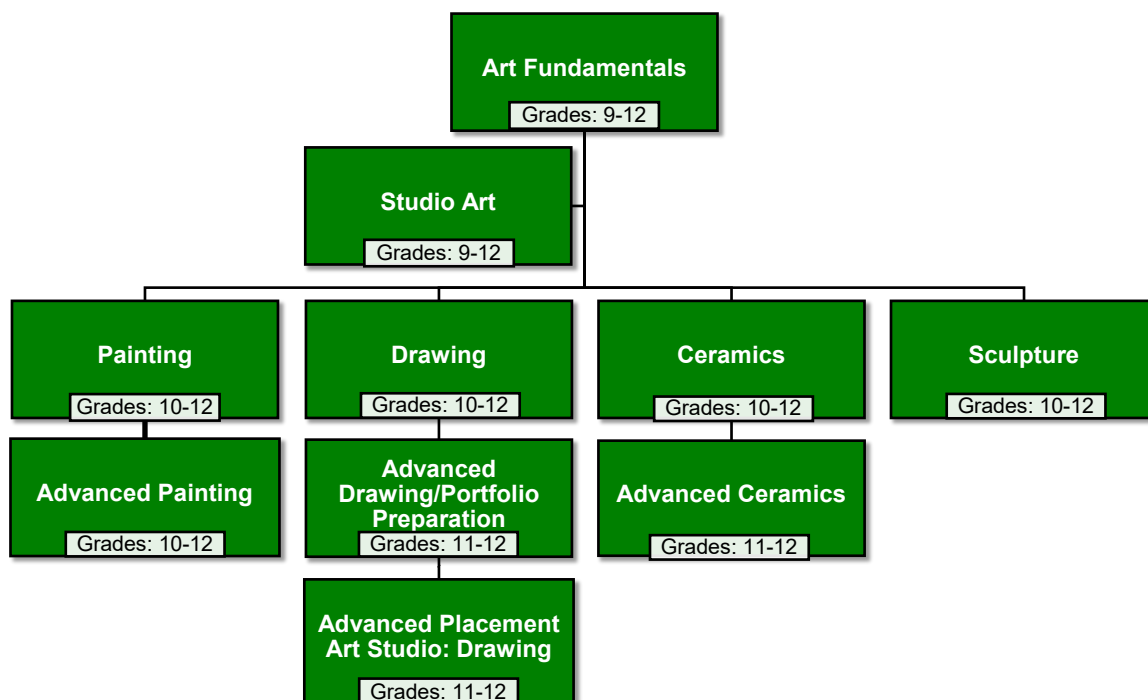 Art Fundamentals
Grades: 9-12
Studio Art
Grades: 9-12
Painting
Grades: 10-12
Drawing
Grades: 10-12
Ceramics
Grades: 10-12
Sculpture
Grades: 10-12
Advanced Painting
Grades: 10-12
Advanced
Drawing/Portfolio
Preparation
Grades: 11-12
Advanced Ceramics
Grades: 11-12
Advanced Placement
Art Studio: Drawing
Grades: 11-12